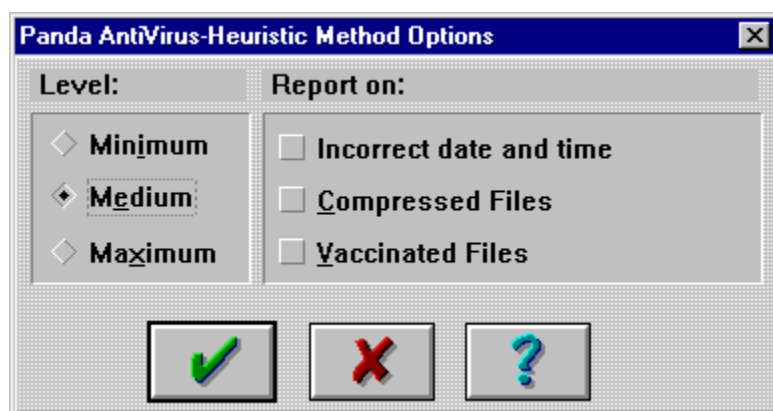 Panda AntiVirus-Heuristic Method Options
Level:
Report on:
Minimum
Medium
Maximum
Incorrect date and time
Compressed Files
Vaccinated Files
?